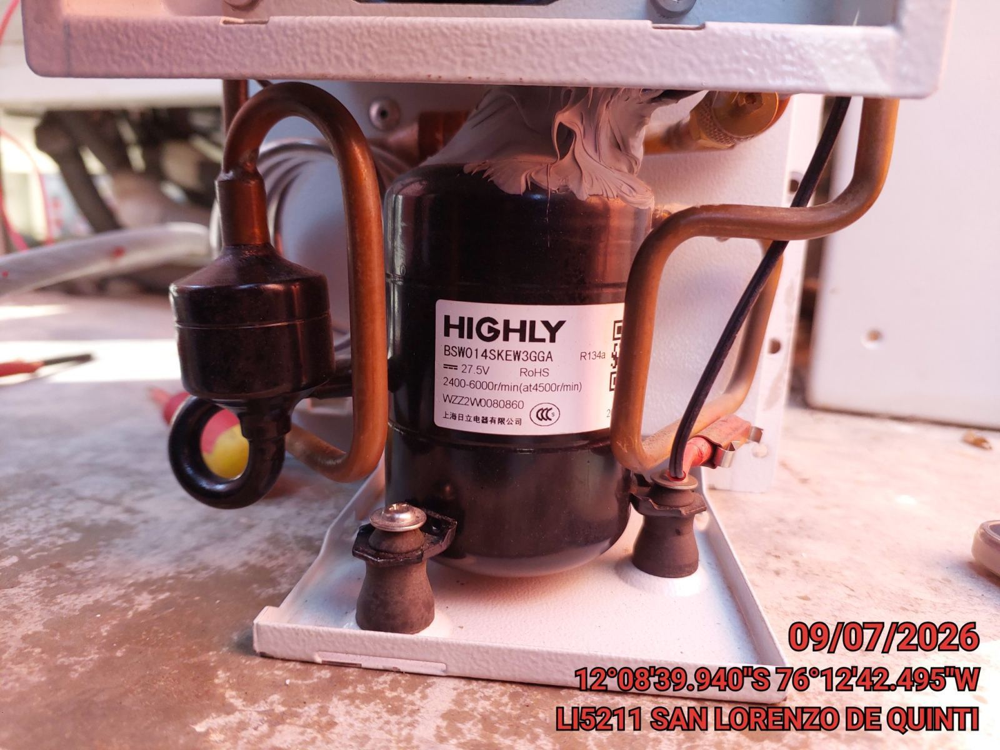 HIGHLY
BSW014SKEW3GGA R134a
27.5V RoHS
2400-6000r/min(at4500r/min)
WZZ2W0080860
上海日立电器有限公司
CCC S
09/07/2026
12°08'39.940"S 76°12'42.495"W
LI5211 SAN LORENZO DE QUINTI